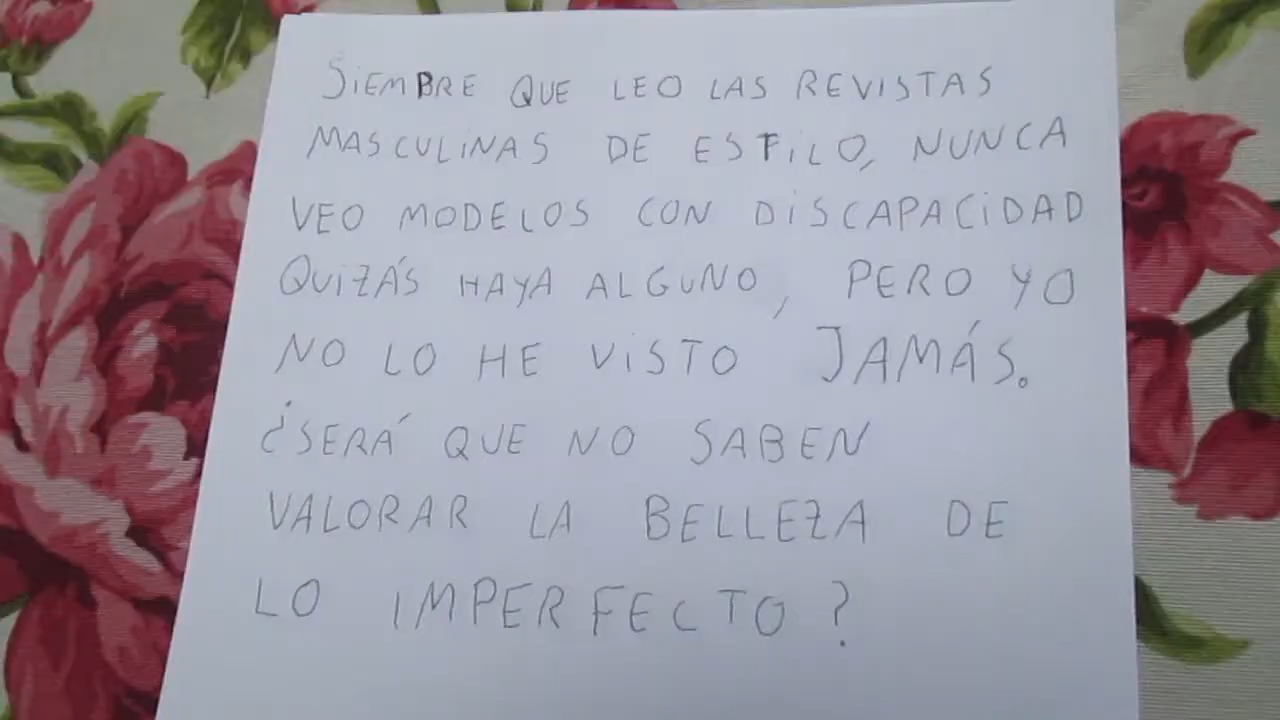 SIEMBRE QUE LEO LAS REVISTAS
MASCULINAS DE ESTILO, NUNCA
VEO MODELOS CON DISCAPACIDAD
QUIZÁS HAYA ALGUNO, PERO YO
NO LO HE VISTO JAMÁS.
¿SERÁ QUE NO SABEN
VALORAR LA BELLEZA DE
LO IMPERFECTO?